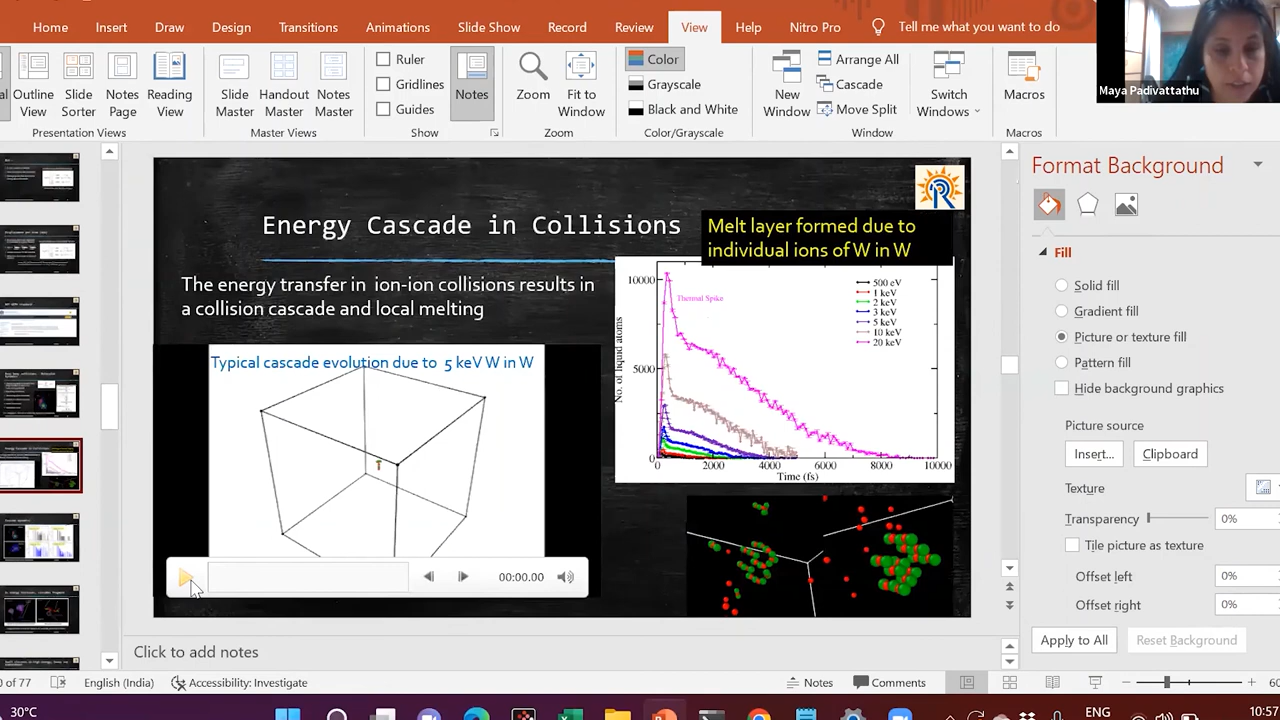 Home Insert Draw Design Transitions Animations Slide Show Record Review View Help Nitro Pro Tell me what you want to do
Maya Padivattathu
Outline View
Slide Sorter
Notes Page
Reading View
Presentation Views
Slide Master
Handout Master
Notes Master
Master Views
Ruler
Gridlines
Guides
Show
Notes
Zoom
Fit to Window
Zoom
Color
Grayscale
Black and White
Color/Grayscale
New Window
Arrange All
Cascade
Move Split
Window
Switch Windows
Macros
Macros
Energy Cascade in Collisions
Melt layer formed due to
individual ions of W in W
The energy transfer in ion-ion collisions results in
a collision cascade and local melting
Typical cascade evolution due to 5 keV W in W
00:00.00
10000
5000
0
No. of liquid atoms
Thermal Spike
500 eV
1 keV
2 keV
3 keV
5 keV
10 keV
20 keV
0 2000 4000 6000 8000 10000
Time (fs)
Format Background
Fill
Solid fill
Gradient fill
Picture or texture fill
Pattern fill
Hide background graphics
Picture source
Insert...
Clipboard
Texture
Transparency 0%
Tile picture as texture
Offset left 0%
Offset right 0%
Apply to All
Reset Background
Click to add notes
of 77 English (India) Accessibility: Investigate Notes Comments
30°C
ENG 10:57